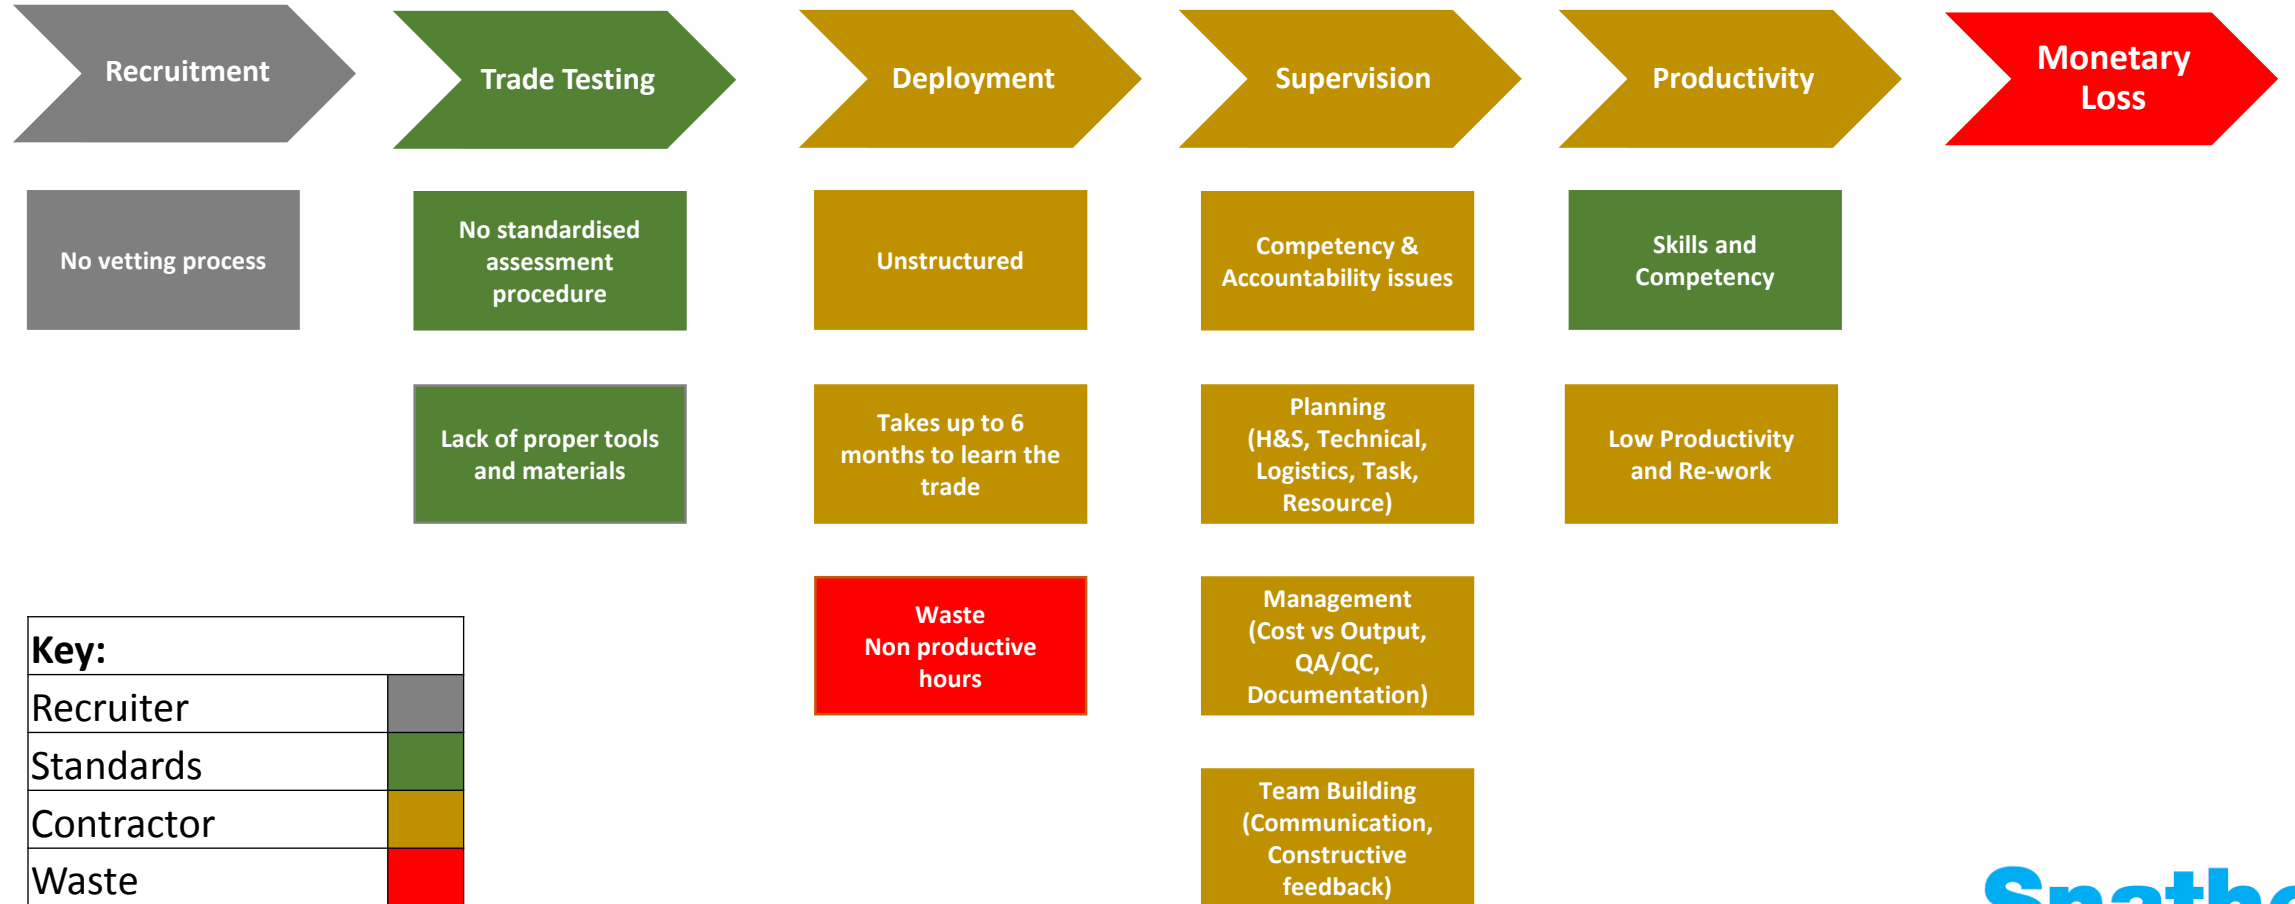 Recruitment
Trade Testing
Deployment
Supervision
Productivity
Monetary
Loss
No vetting process
No standardised
assessment
procedure
Unstructured
Competency &
Accountability issues
Skills and
Competency
Lack of proper tools
and materials
Takes up to 6
months to learn the
trade
Planning
(H&S, Technical,
Logistics, Task,
Resource)
Low Productivity
and Re-work
Waste
Non productive
hours
Management
(Cost vs Output,
QA/QC,
Documentation)
Team Building
(Communication,
Constructive
feedback)
Key:
Recruiter
Standards
Contractor
Waste